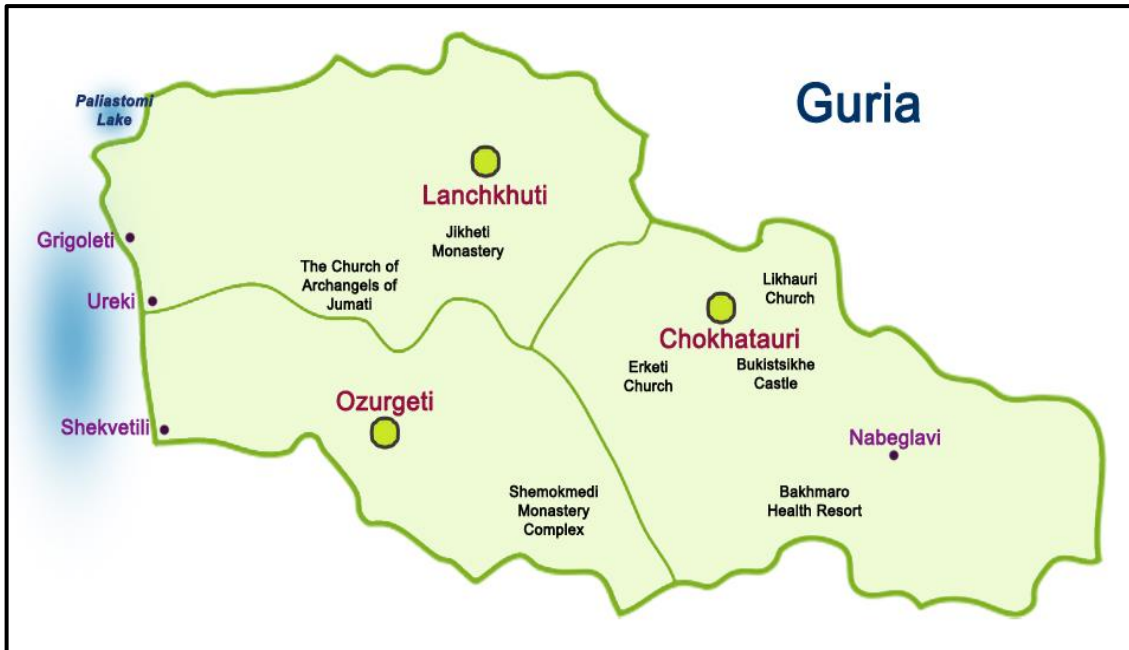 Guria
Paliastomi
Lake
Lanchkhuti
Jikheti
Monastery
Grigoleti
The Church of
Archangels of
Jumati
Ureki
Likhauri
Church
Chokhatauri
Erketi
Church
Bukistsikhe
Castle
Ozurgeti
Shekvetili
Nabeglavi
Shemokmedi
Monastery
Complex
Bakhmaro
Health Resort